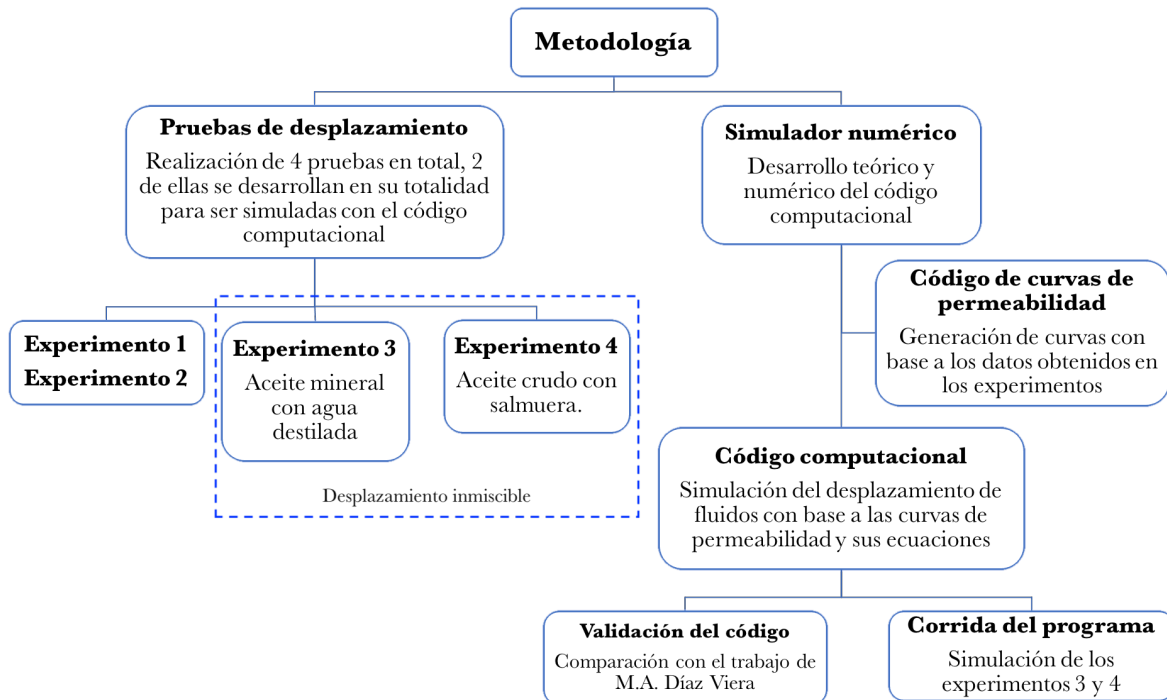 Metodología
Pruebas de desplazamiento
Realización de 4 pruebas en total, 2
de ellas se desarrollan en su totalidad
para ser simuladas con el código
computacional
Simulador numérico
Desarrollo teórico y
numérico del código
computacional
Código de curvas de
permeabilidad
Generación de curvas con
base a los datos obtenidos en
los experimentos
Experimento 1
Experimento 2
Experimento 3
Aceite mineral
con agua
destilada
Experimento 4
Aceite crudo con
salmuera.
Desplazamiento inmiscible
Código computacional
Simulación del desplazamiento de
fluidos con base a las curvas de
permeabilidad y sus ecuaciones
Validación del código
Comparación con el trabajo de
M.A. Díaz Viera
Corrida del programa
Simulación de los
experimentos 3 y 4